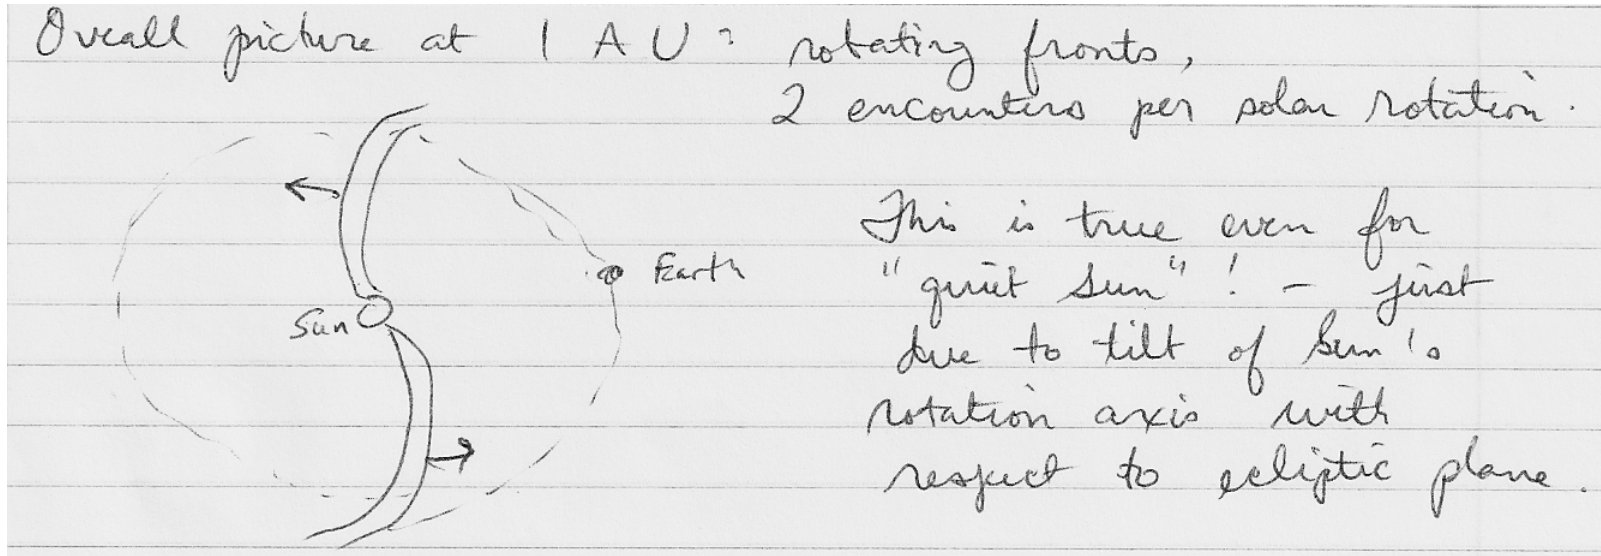 Overall picture at 1 AU: rotating fronts,
2 encounters per solar rotation.
This is true even for
"quiet Sun"! - just
due to tilt of Sun's
rotation axis with
respect to ecliptic plane.
Earth
Sun